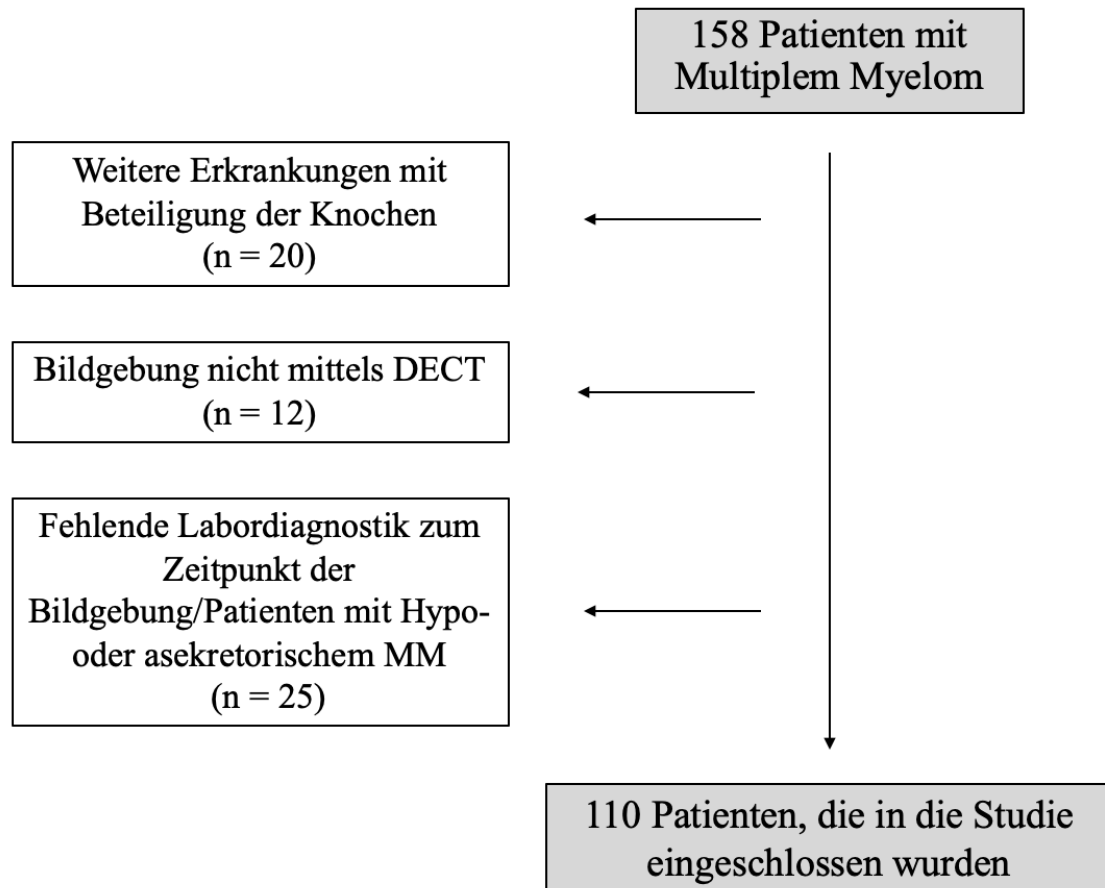 158 Patienten mit
Multiplem Myelom
Weitere Erkrankungen mit
Beteiligung der Knochen
(n = 20)
Bildgebung nicht mittels DECT
(n = 12)
Fehlende Labordiagnostik zum
Zeitpunkt der
Bildgebung/Patienten mit Hypo-
oder asekretorischem MM
(n = 25)
110 Patienten, die in die Studie
eingeschlossen wurden